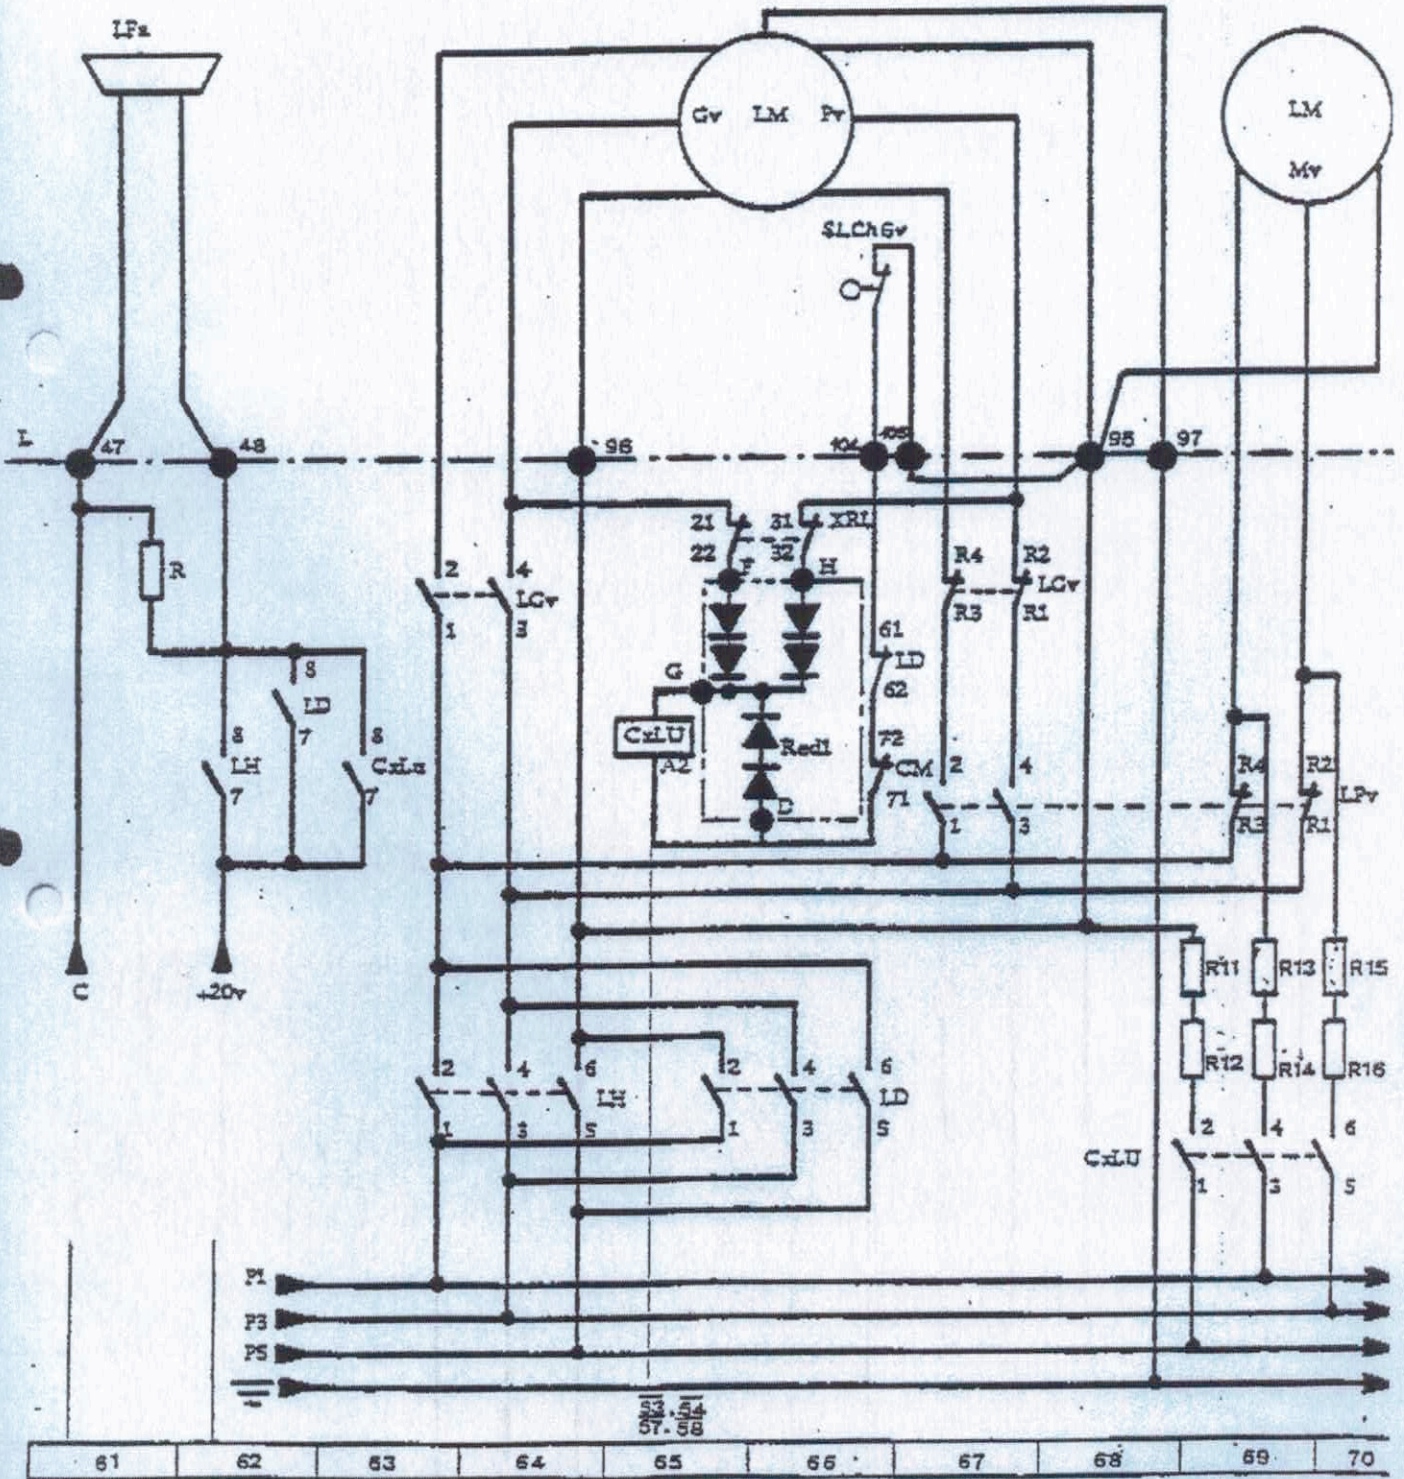 LPa
Gv LM Pv
LM
Mv
SLChGv
L 47 48 96 104 105 98 97
21 31 XRL
22 32
F H
R
2 4 LGv
1 3
R4 R2 LGv
R3 R1
61 LD
62
G
8 LD
7
CxLU
A2
Red1
D
8 LH
7
8 CxLa
7
72 CM
71
2 4
1 3
R4 R2 LPv
R3 R1
C +20v
R11 R13 R15
R12 R14 R16
2 4 6 LH
1 3 5
2 4 6 LD
1 3 5
CxLU
2 4 6
1 3 5
P1
P3
P5
57.58
61 62 63 64 65 66 67 68 69 70